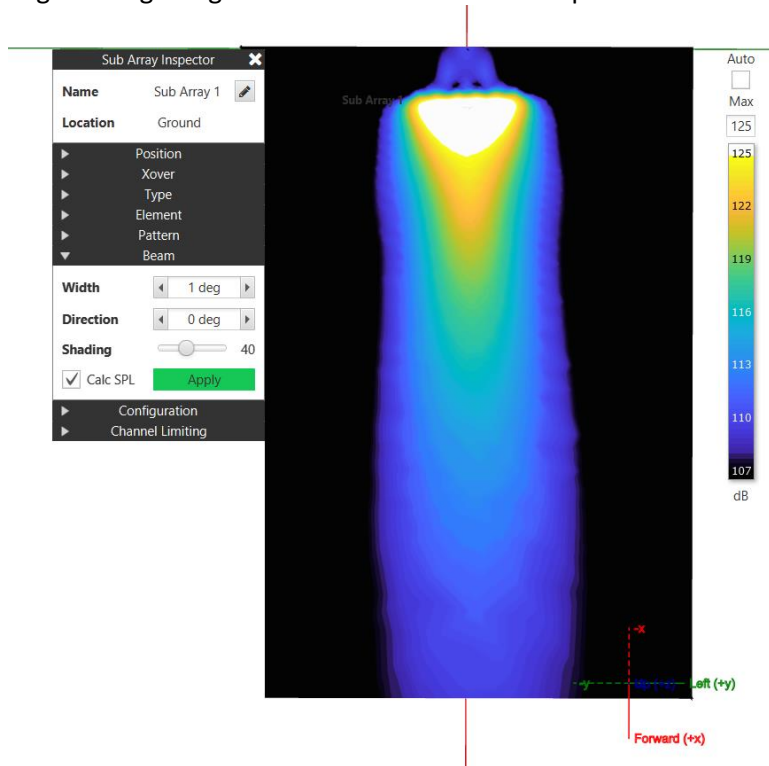 Sub Array Inspector
Name Sub Array 1
Location Ground
Position
Xover
Type
Element
Pattern
Beam
Width 1 deg
Direction 0 deg
Shading 40
Calc SPL Apply
Configuration
Channel Limiting
Sub Array 1
Auto
Max
125
125
122
119
116
113
110
107
dB
-x
-y Up (+z) Left (+y)
Forward (+x)